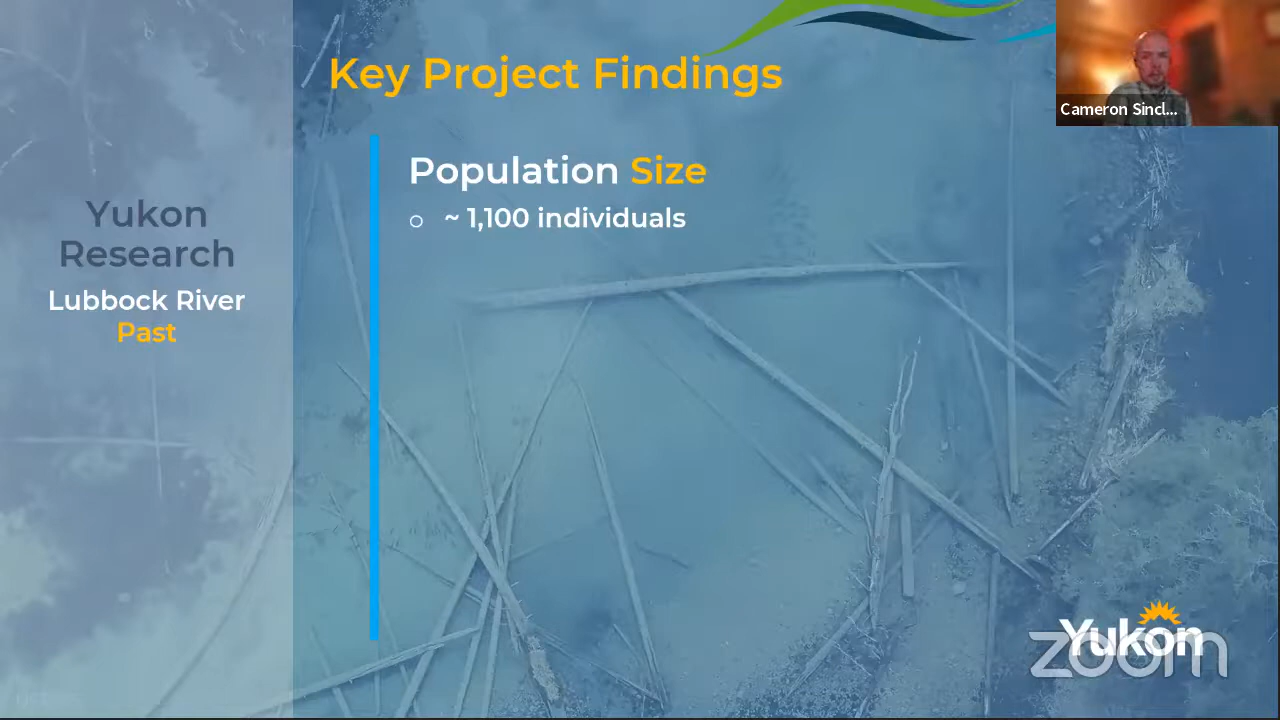 Key Project Findings
Cameron Sincl...
Population Size
~ 1,100 individuals
Yukon
Research
Lubbock River
Past
Yukon
zoom